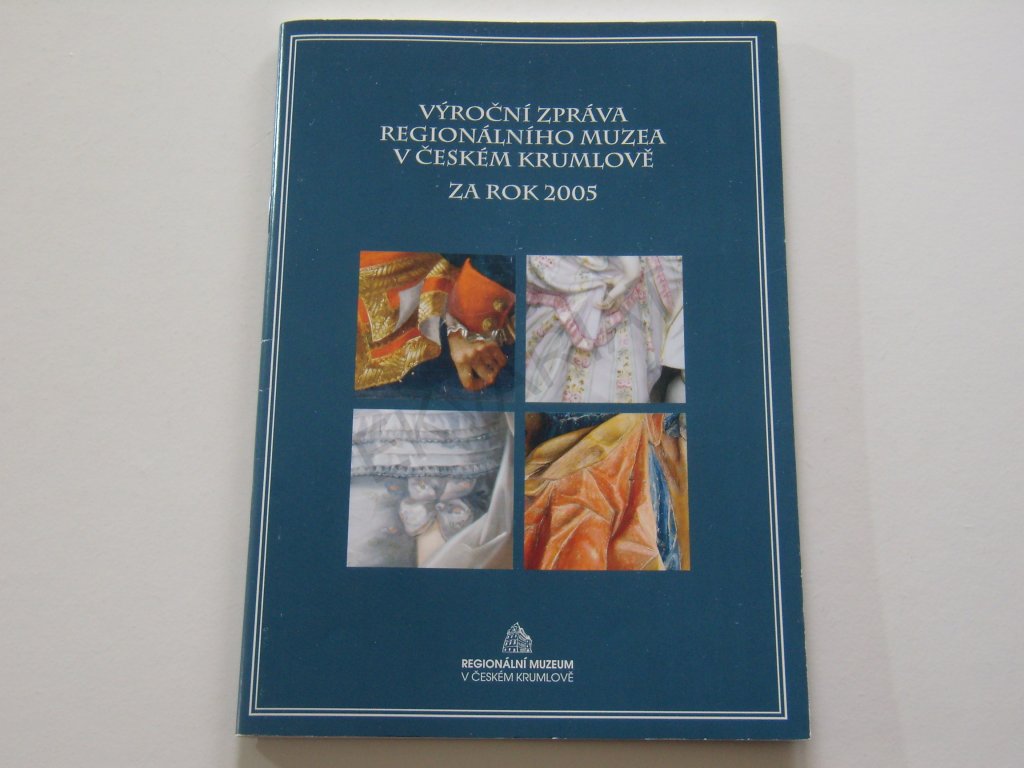 VÝROČNÍ ZPRÁVA
REGIONÁLNÍHO MUZEA
V ČESKÉM KRUMLOVĚ
ZA ROK 2005
REGIONÁLNÍ MUZEUM
V ČESKÉM KRUMLOVĚ